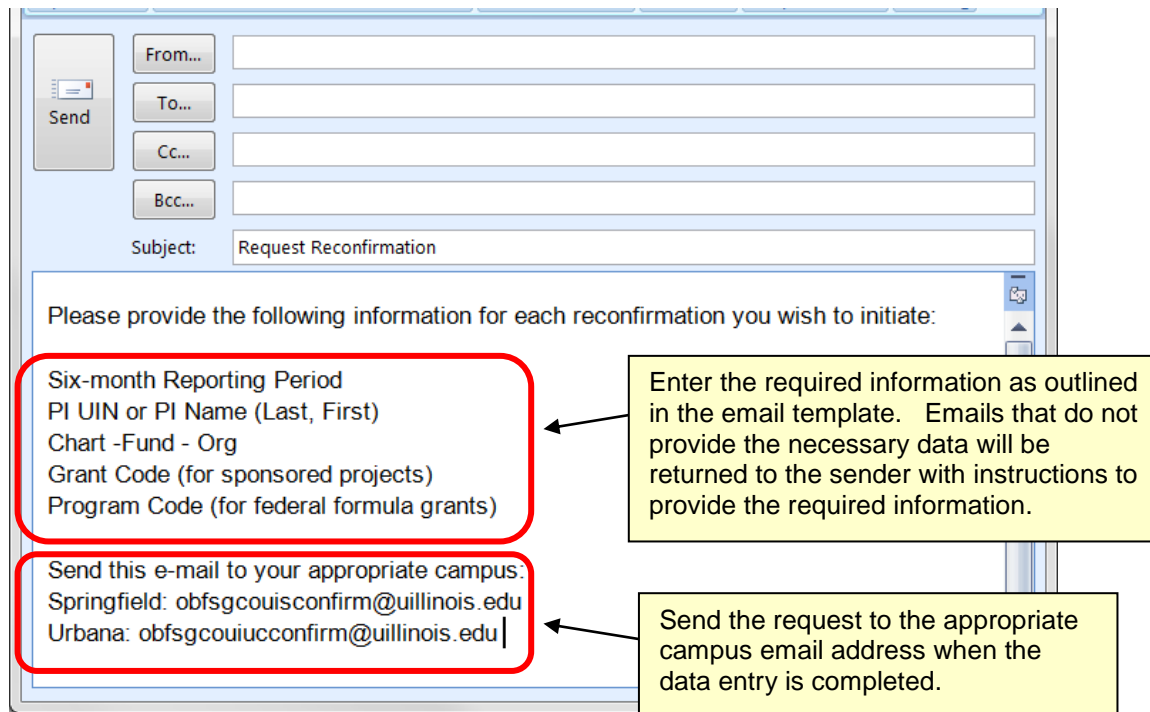 From...
Send
To...
Cc...
Bcc...
Subject:
Request Reconfirmation
Please provide the following information for each reconfirmation you wish to initiate:
Six-month Reporting Period
PI UIN or PI Name (Last, First)
Chart -Fund - Org
Grant Code (for sponsored projects)
Program Code (for federal formula grants)
Enter the required information as outlined
in the email template.   Emails that do not
provide the necessary data will be
returned to the sender with instructions to
provide the required information.
Send this e-mail to your appropriate campus:
Springfield: obfsgcouisconfirm@uillinois.edu
Urbana: obfsgcouiucconfirm@uillinois.edu
Send the request to the appropriate
campus email address when the
data entry is completed.